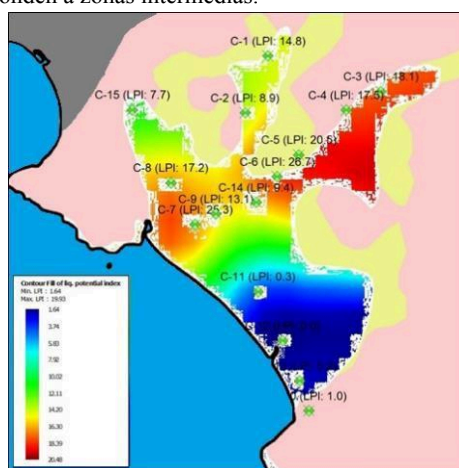 onden a zonas intermedias.
C-1 (LPI: 14.8)
C-3 (LPI: 18.1)
C-15 (LPI: 7.7)
C-2 (LPI: 8.9)
C-4 (LPI: 17.5)
C-5 (LPI: 20.5)
C-6 (LPI: 26.7)
C-8 (LPI: 17.2)
C-14 (LPI: 9.4)
C-9 (LPI: 13.1)
C-7 (LPI: 25.3)
C-11 (LPI: 0.3)
(LPI: 1.0)
Contour Fill of liq. potential index
Min. LPI : 1.64
Max. LPI : 19.93
1.64
3.74
5.83
7.92
10.02
12.11
14.20
16.30
18.39
20.48